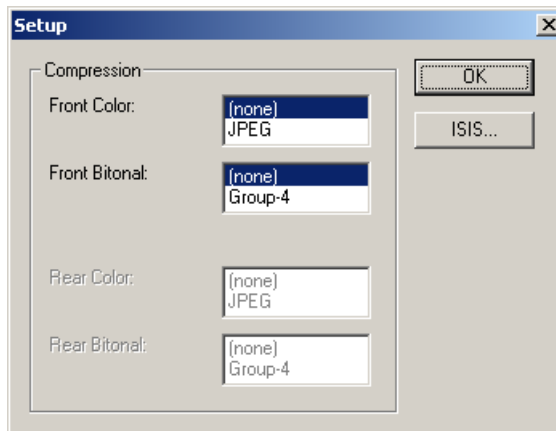 Setup
Compression
Front Color:
(none)
JPEG
Front Bitonal:
(none)
Group-4
Rear Color:
(none)
JPEG
Rear Bitonal:
(none)
Group-4
OK
ISIS...